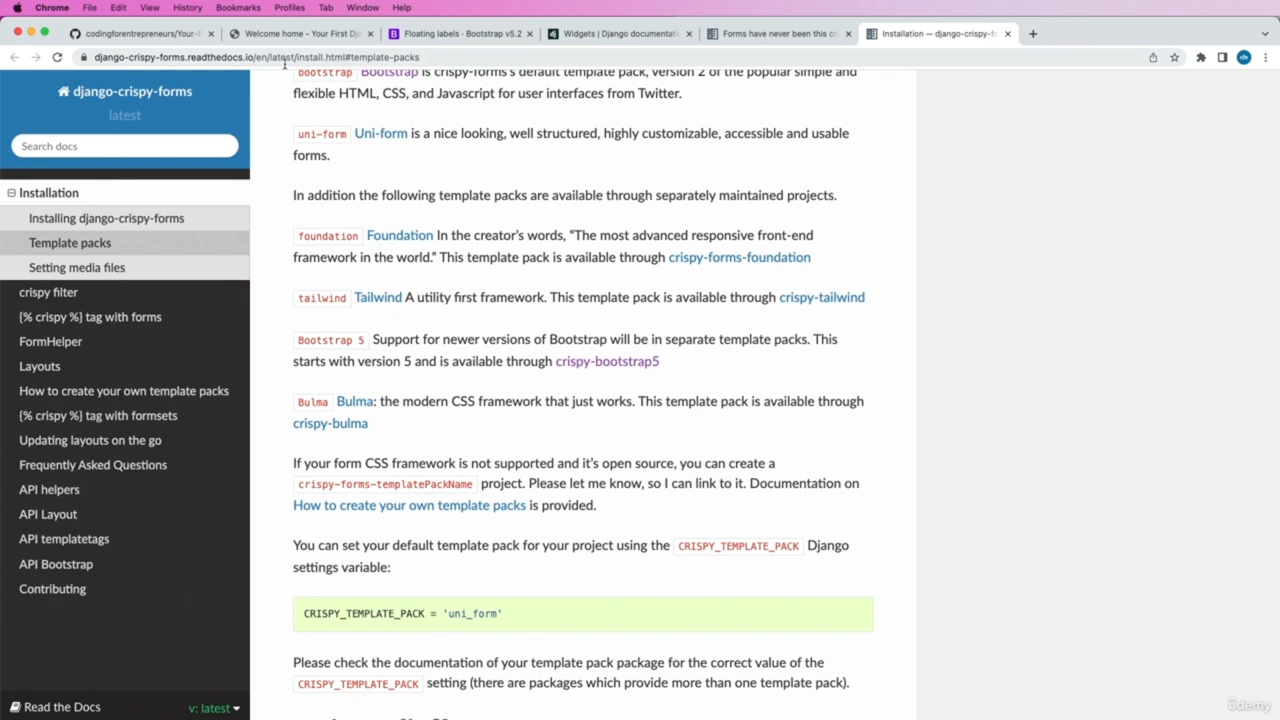 Chrome File Edit View History Bookmarks Profiles Tab Window Help
codingforentrepreneurs/Your-F Welcome home - Your First Dja Floating labels · Bootstrap v5.2 Widgets | Django documentati Forms have never been this cri Installation — django-crispy-fo
django-crispy-forms.readthedocs.io/en/latest/install.html#template-packs
django-crispy-forms
latest
Search docs
Installation
Installing django-crispy-forms
Template packs
Setting media files
crispy filter
{% crispy %} tag with forms
FormHelper
Layouts
How to create your own template packs
{% crispy %} tag with formsets
Updating layouts on the go
Frequently Asked Questions
API helpers
API Layout
API templatetags
API Bootstrap
Contributing
Read the Docs v: latest
bootstrap Bootstrap is crispy-forms's default template pack, version 2 of the popular simple and
flexible HTML, CSS, and Javascript for user interfaces from Twitter.
uni-form Uni-form is a nice looking, well structured, highly customizable, accessible and usable
forms.
In addition the following template packs are available through separately maintained projects.
foundation Foundation In the creator's words, “The most advanced responsive front-end
framework in the world.” This template pack is available through crispy-forms-foundation
tailwind Tailwind A utility first framework. This template pack is available through crispy-tailwind
Bootstrap 5 Support for newer versions of Bootstrap will be in separate template packs. This
starts with version 5 and is available through crispy-bootstrap5
Bulma Bulma: the modern CSS framework that just works. This template pack is available through
crispy-bulma
If your form CSS framework is not supported and it's open source, you can create a
crispy-forms-templatePackName project. Please let me know, so I can link to it. Documentation on
How to create your own template packs is provided.
You can set your default template pack for your project using the CRISPY_TEMPLATE_PACK Django
settings variable:
CRISPY_TEMPLATE_PACK = 'uni_form'
Please check the documentation of your template pack package for the correct value of the
CRISPY_TEMPLATE_PACK setting (there are packages which provide more than one template pack).
ûdemy